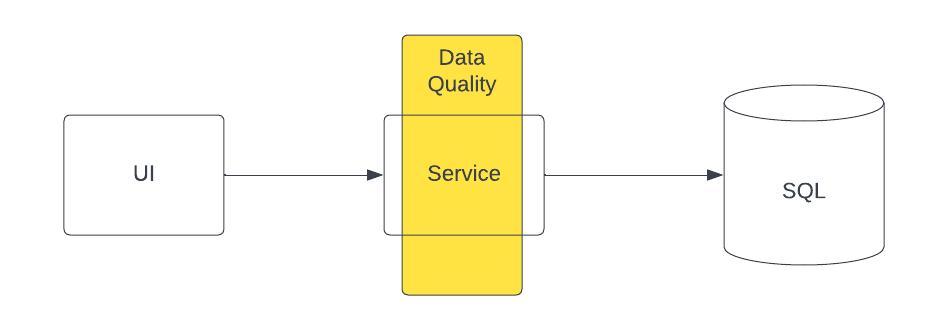 Data
Quality
UI
Service
SQL